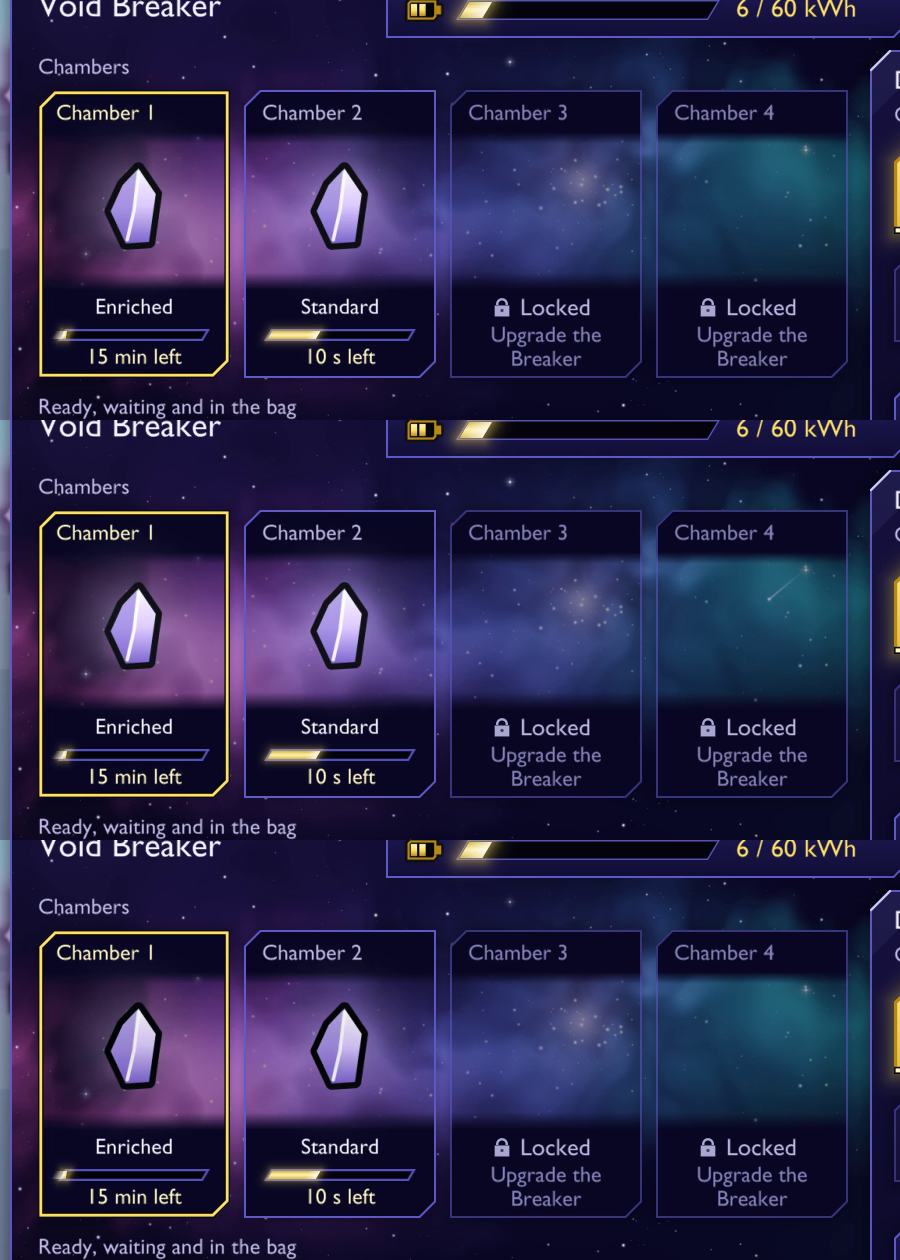 Void Breaker
6 / 60 kWh
Chambers
Chamber 1
Chamber 2
Chamber 3
Chamber 4
Enriched
Standard
Locked
Locked
Upgrade the
Breaker
Upgrade the
Breaker
15 min left
10 s left
Ready, waiting and in the bag
Void Breaker
6 / 60 kWh
Chambers
Chamber 1
Chamber 2
Chamber 3
Chamber 4
Enriched
Standard
Locked
Locked
Upgrade the
Breaker
Upgrade the
Breaker
15 min left
10 s left
Ready, waiting and in the bag
Void Breaker
6 / 60 kWh
Chambers
Chamber 1
Chamber 2
Chamber 3
Chamber 4
Enriched
Standard
Locked
Locked
Upgrade the
Breaker
Upgrade the
Breaker
15 min left
10 s left
Ready, waiting and in the bag